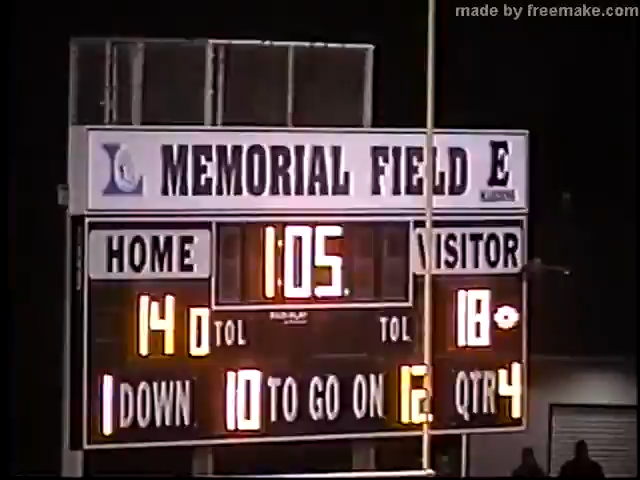 made by freemake.com
L MEMORIAL FIELD E
HOME 1:05 VISITOR
14 0 TOL TOL 18
1 DOWN 10 TO GO ON 12 QTR 4